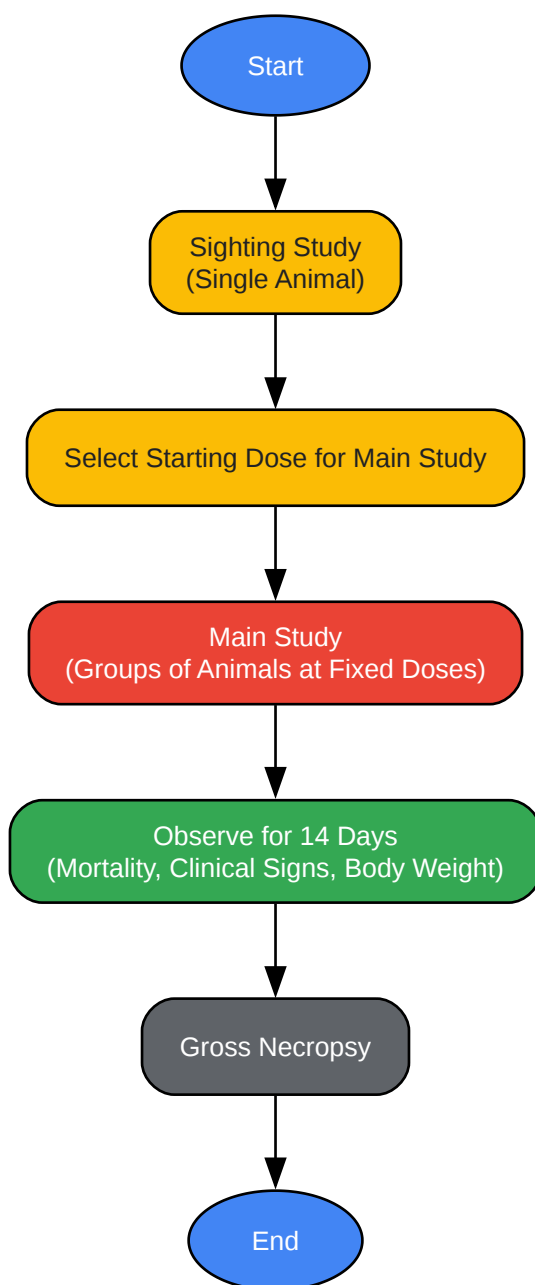 Start
Sighting Study
(Single Animal)
Select Starting Dose for Main Study
Main Study
(Groups of Animals at Fixed Doses)
Observe for 14 Days
(Mortality, Clinical Signs, Body Weight)
Gross Necropsy
End